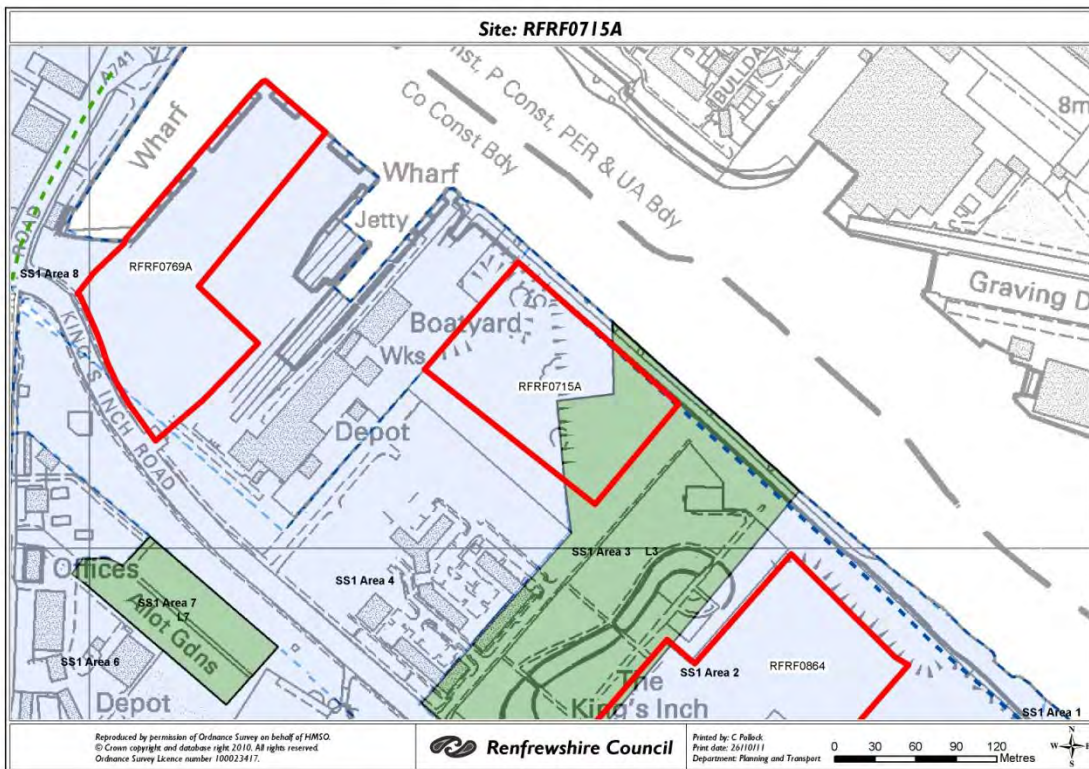 Site: RFRF0715A
A741
ROAD
Wharf
onst, P Const, PER & UA Bdy
Co Const Bdy
BUILDA
8m
Wharf
Jetty
RFRF0769A
SS1 Area 8
KING'S INCH ROAD
Graving D
Boatyard
Wks
RFRF0715A
Depot
SS1 Area 3
L3
Offices
SS1 Area 4
SS1 Area 7
L7
Allot Gdns
SS1 Area 6
Depot
SS1 Area 2
RFRF0864
The
King's Inch
SS1 Area 1
Reproduced by permission of Ordnance Survey on behalf of HMSO.
© Crown copyright and database right 2010. All rights reserved.
Ordnance Survey Licence number 100023417.
Renfrewshire Council
Printed by: C Pollock
Print date: 26/10/11
Department: Planning and Transport
0 30 60 90 120
Metres
N
W
E
S